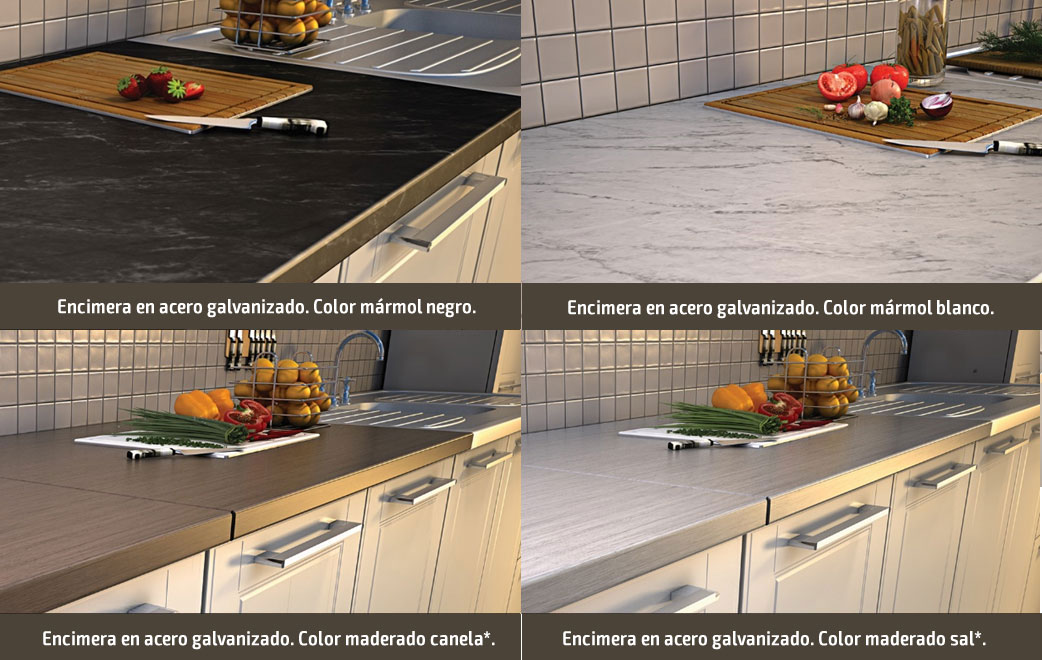 Encimera en acero galvanizado. Color mármol negro.
Encimera en acero galvanizado. Color mármol blanco.
Encimera en acero galvanizado. Color maderado canela*.
Encimera en acero galvanizado. Color maderado sal*.